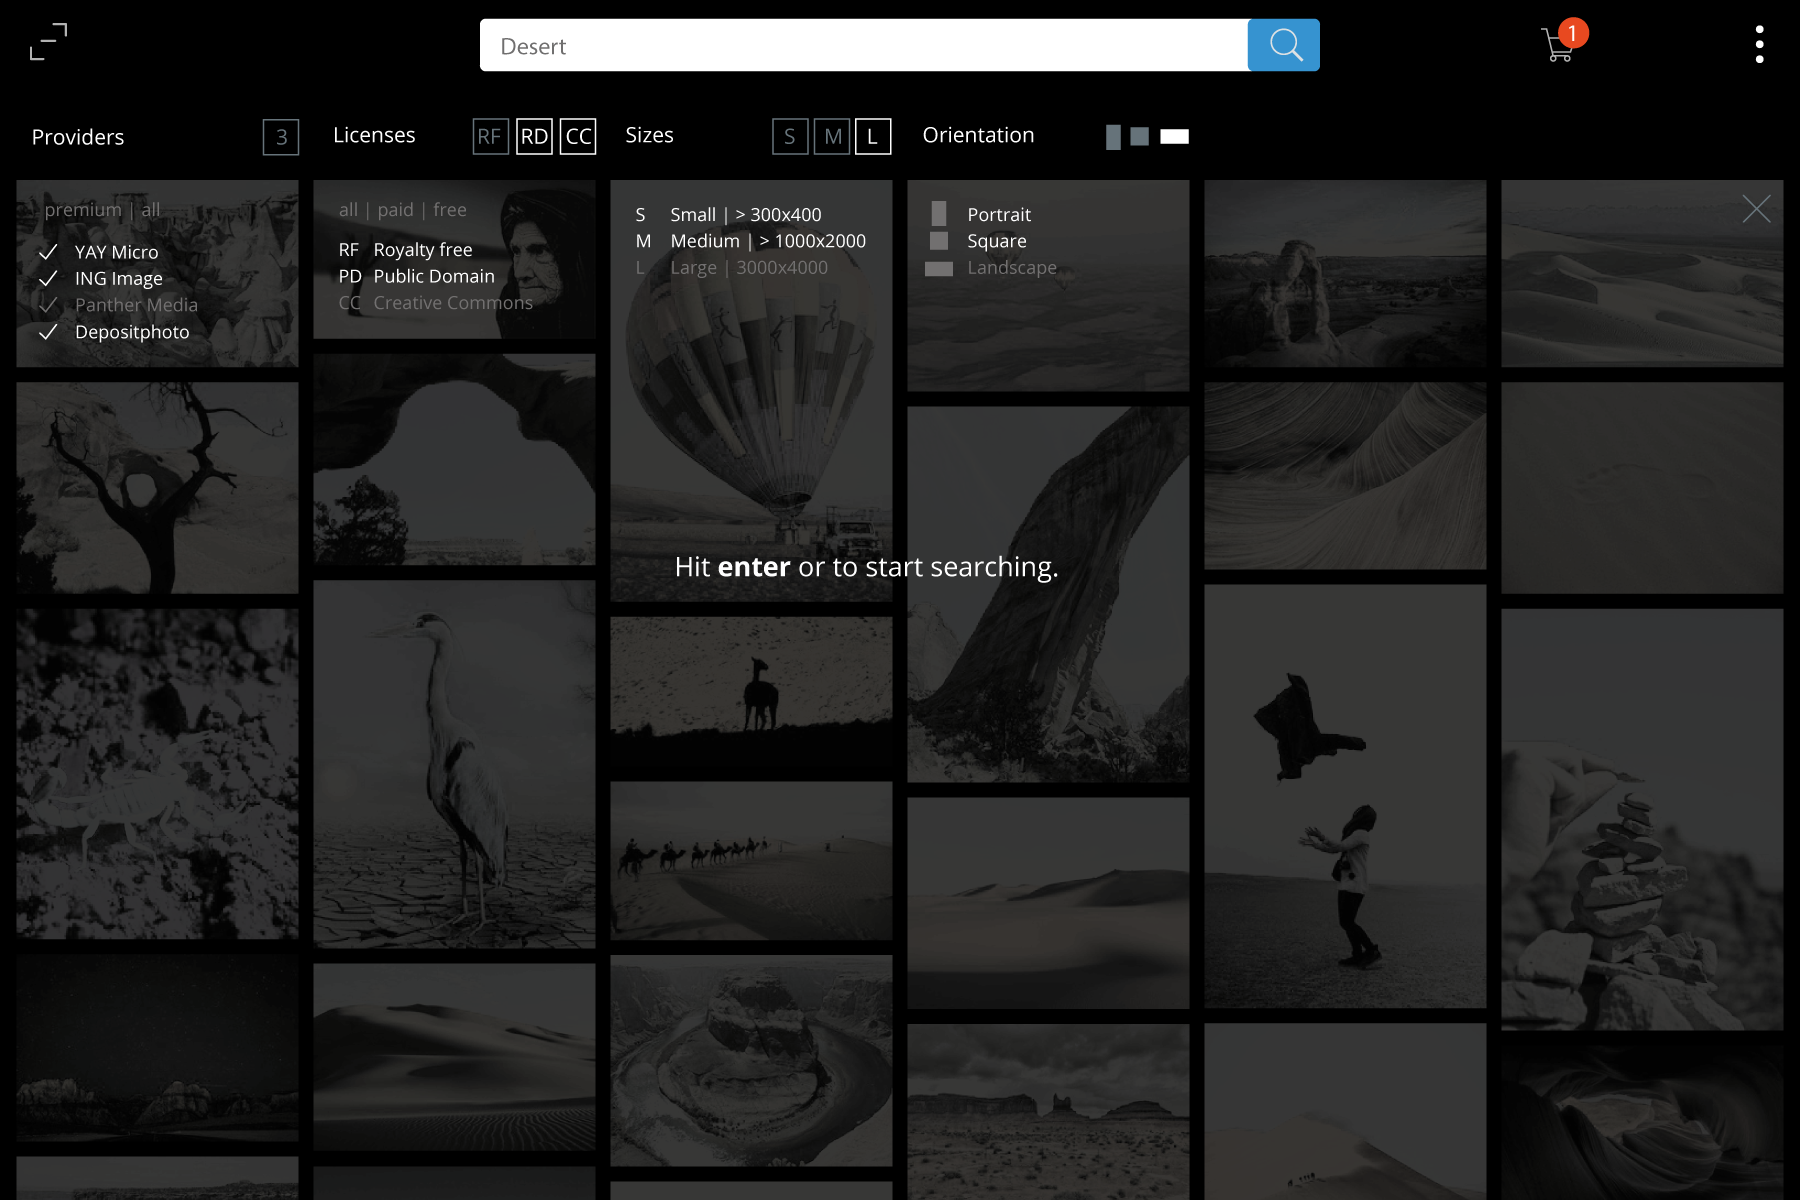 Desert
1
Providers 3
Licenses RF RD CC
Sizes S M L
Orientation
premium | all
YAY Micro
ING Image
Panther Media
Depositphoto
all | paid | free
RF Royalty free
PD Public Domain
CC Creative Commons
S Small | > 300x400
M Medium | > 1000x2000
L Large | 3000x4000
Portrait
Square
Landscape
Hit enter or to start searching.